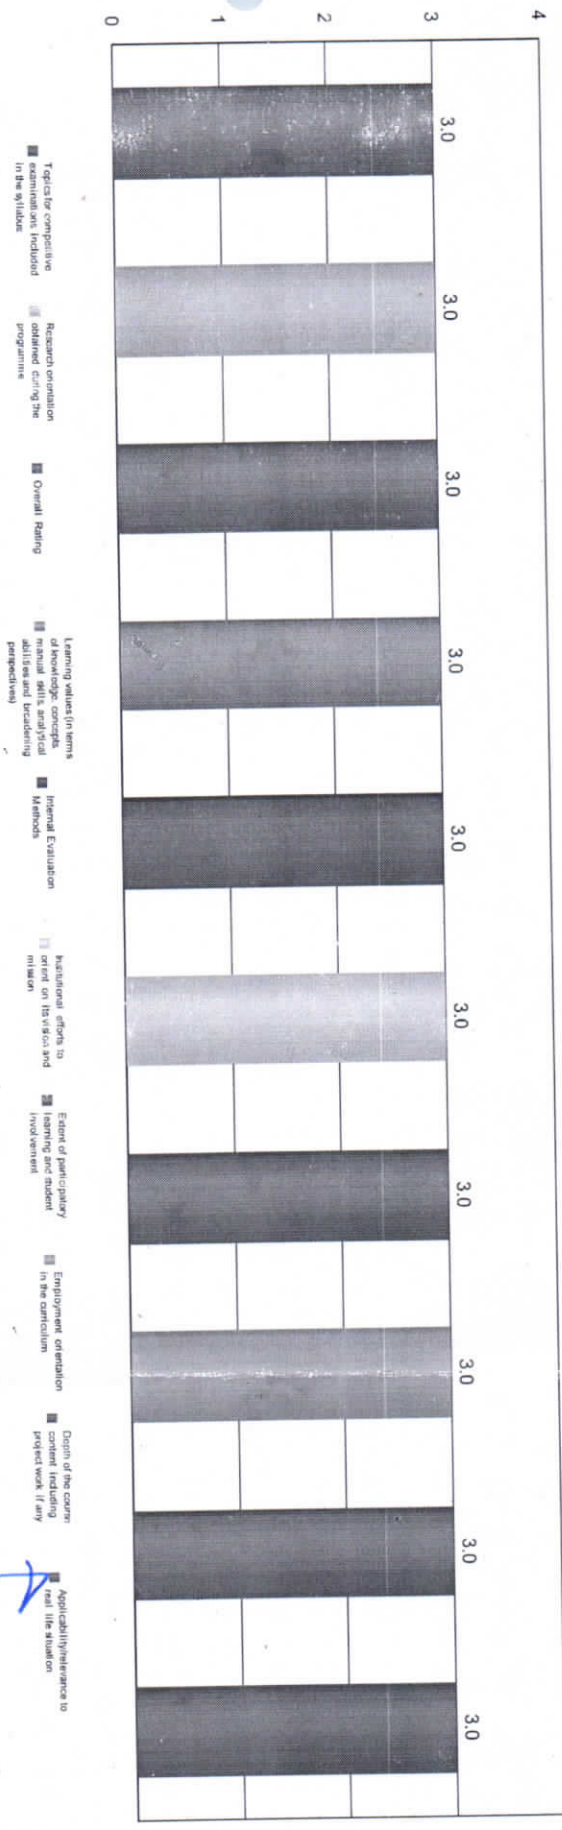 4
3
2
1
0
3.0
3.0
3.0
3.0
3.0
3.0
3.0
3.0
3.0
3.0
Topics for competitive
examinations included
in the syllabus
Research orientation
obtained during the
programme
Overall Rating
Learning values (in terms
of knowledge, concepts
manual skills, analytical
abilities and broadening
perspectives)
Internal Evaluation
Methods
Institutional efforts to
orient on its vision and
mission
Extent of participatory
learning and student
involvement
Employment orientation
in the curriculum
Depth of the course
content including
project work if any
Applicability/relevance to
real life situation